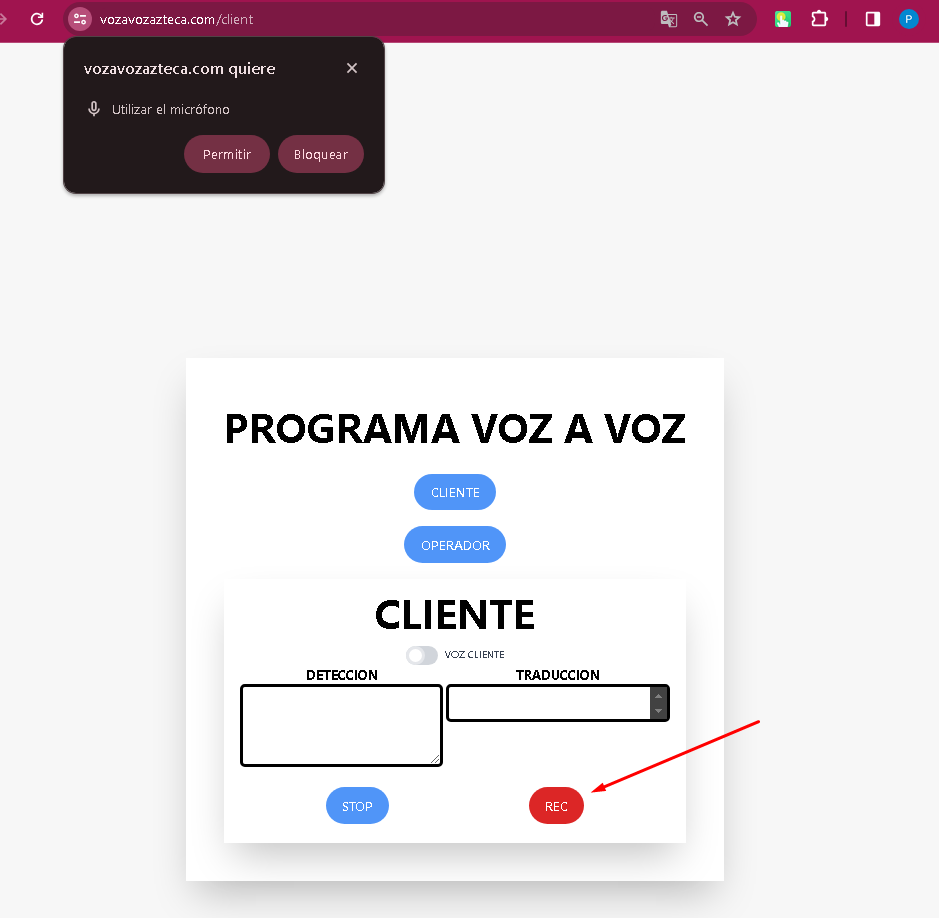 vozavozazteca.com/client
P
vozavozazteca.com quiere
Utilizar el micrófono
Permitir
Bloquear
PROGRAMA VOZ A VOZ
CLIENTE
OPERADOR
CLIENTE
VOZ CLIENTE
DETECCION
TRADUCCION
STOP
REC